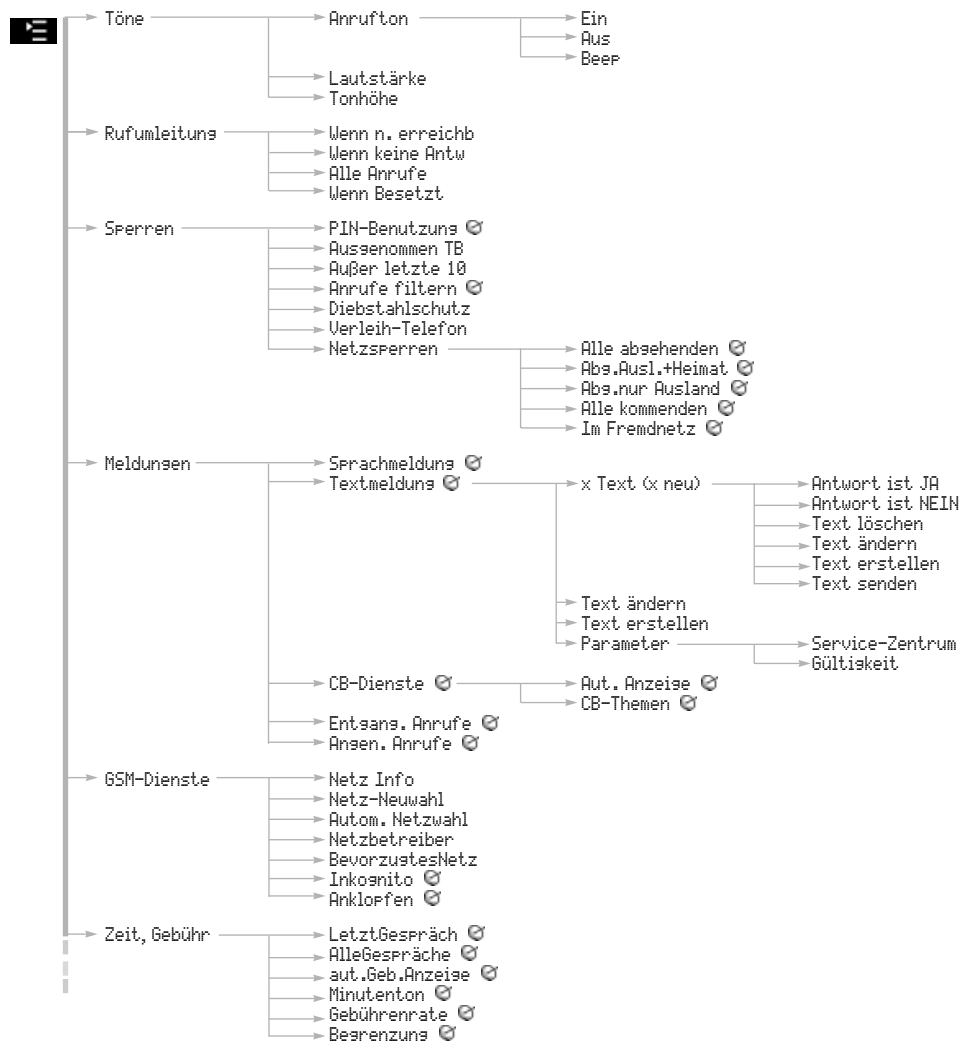 Töne Anrufton Ein
Aus
Beep
Lautstärke
Tonhöhe
Rufumleitung Wenn n. erreichb
Wenn keine Antw
Alle Anrufe
Wenn Besetzt
Sperren PIN-Benutzung
Ausgenommen TB
Außer letzte 10
Anrufe filtern
Diebstahlschutz
Verleih-Telefon
Netzsperren Alle abgehenden
Abg.Ausl.+Heimat
Abg.nur Ausland
Alle kommenden
Im Fremdnetz
Meldungen Sprachmeldung
Textmeldung x Text (x neu) Antwort ist JA
Antwort ist NEIN
Text löschen
Text ändern
Text erstellen
Text senden
Text ändern
Text erstellen
Parameter Service-Zentrum
Gültigkeit
CB-Dienste Aut. Anzeige
CB-Themen
Entgang. Anrufe
Angen. Anrufe
GSM-Dienste Netz Info
Netz-Neuwahl
Autom. Netzwahl
Netzbetreiber
BevorzugtesNetz
Inkognito
Anklopfen
Zeit, Gebühr LetztGespräch
AlleGespräche
aut.Geb.Anzeige
Minutenton
Gebührenrate
Begrenzung